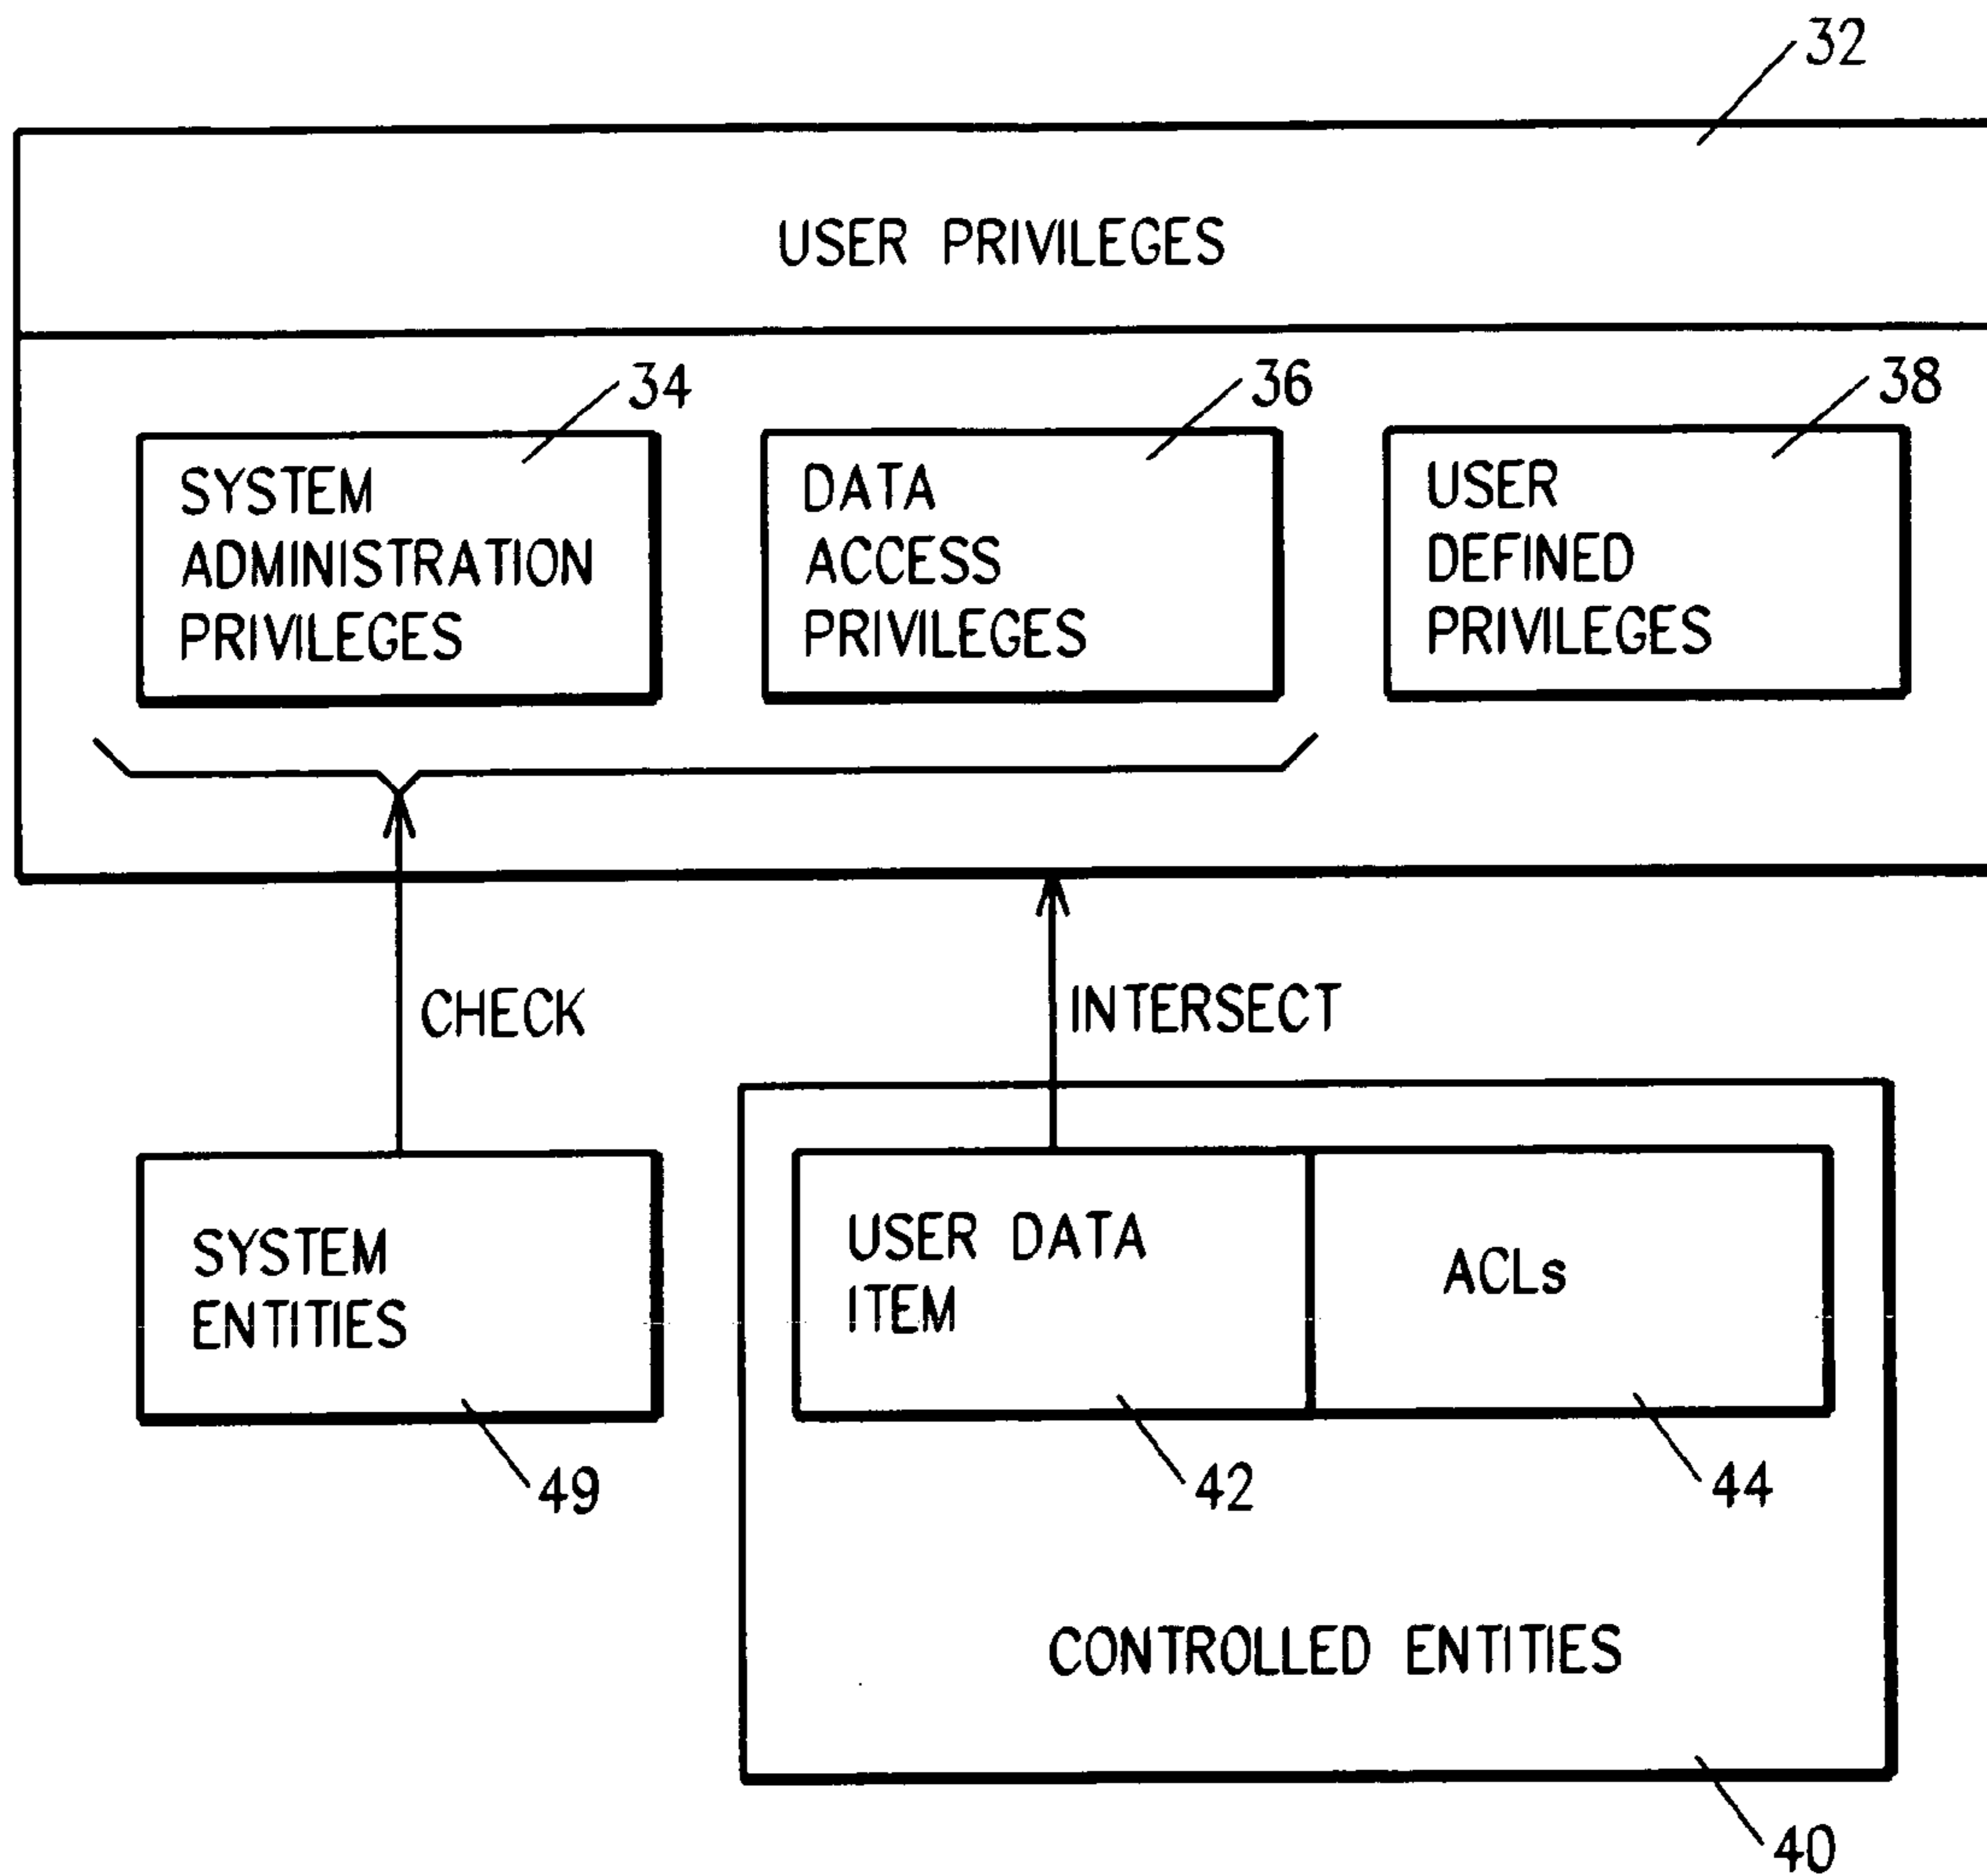 32
USER PRIVILEGES
34
36
38
SYSTEM
ADMINISTRATION
PRIVILEGES
DATA
ACCESS
PRIVILEGES
USER
DEFINED
PRIVILEGES
CHECK
INTERSECT
SYSTEM
ENTITIES
USER DATA
ITEM
ACLs
49
42
44
CONTROLLED ENTITIES
40